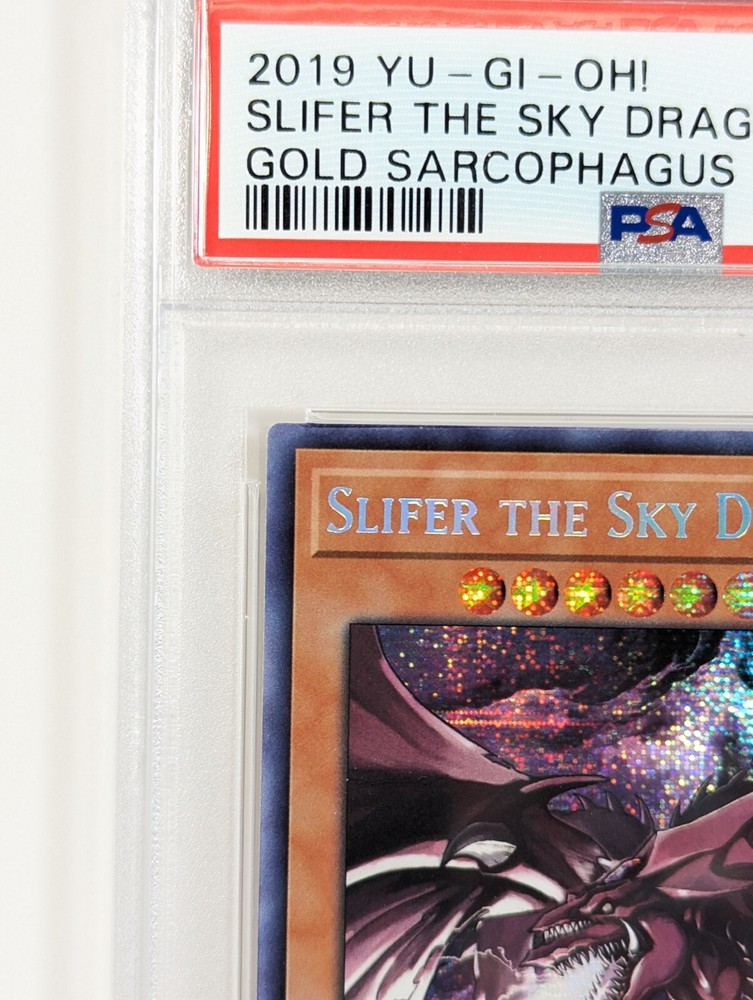 2019 YU-GI-OH!
SLIFER THE SKY DRAG
GOLD SARCOPHAGUS
PSA
SLIFER THE SKY D